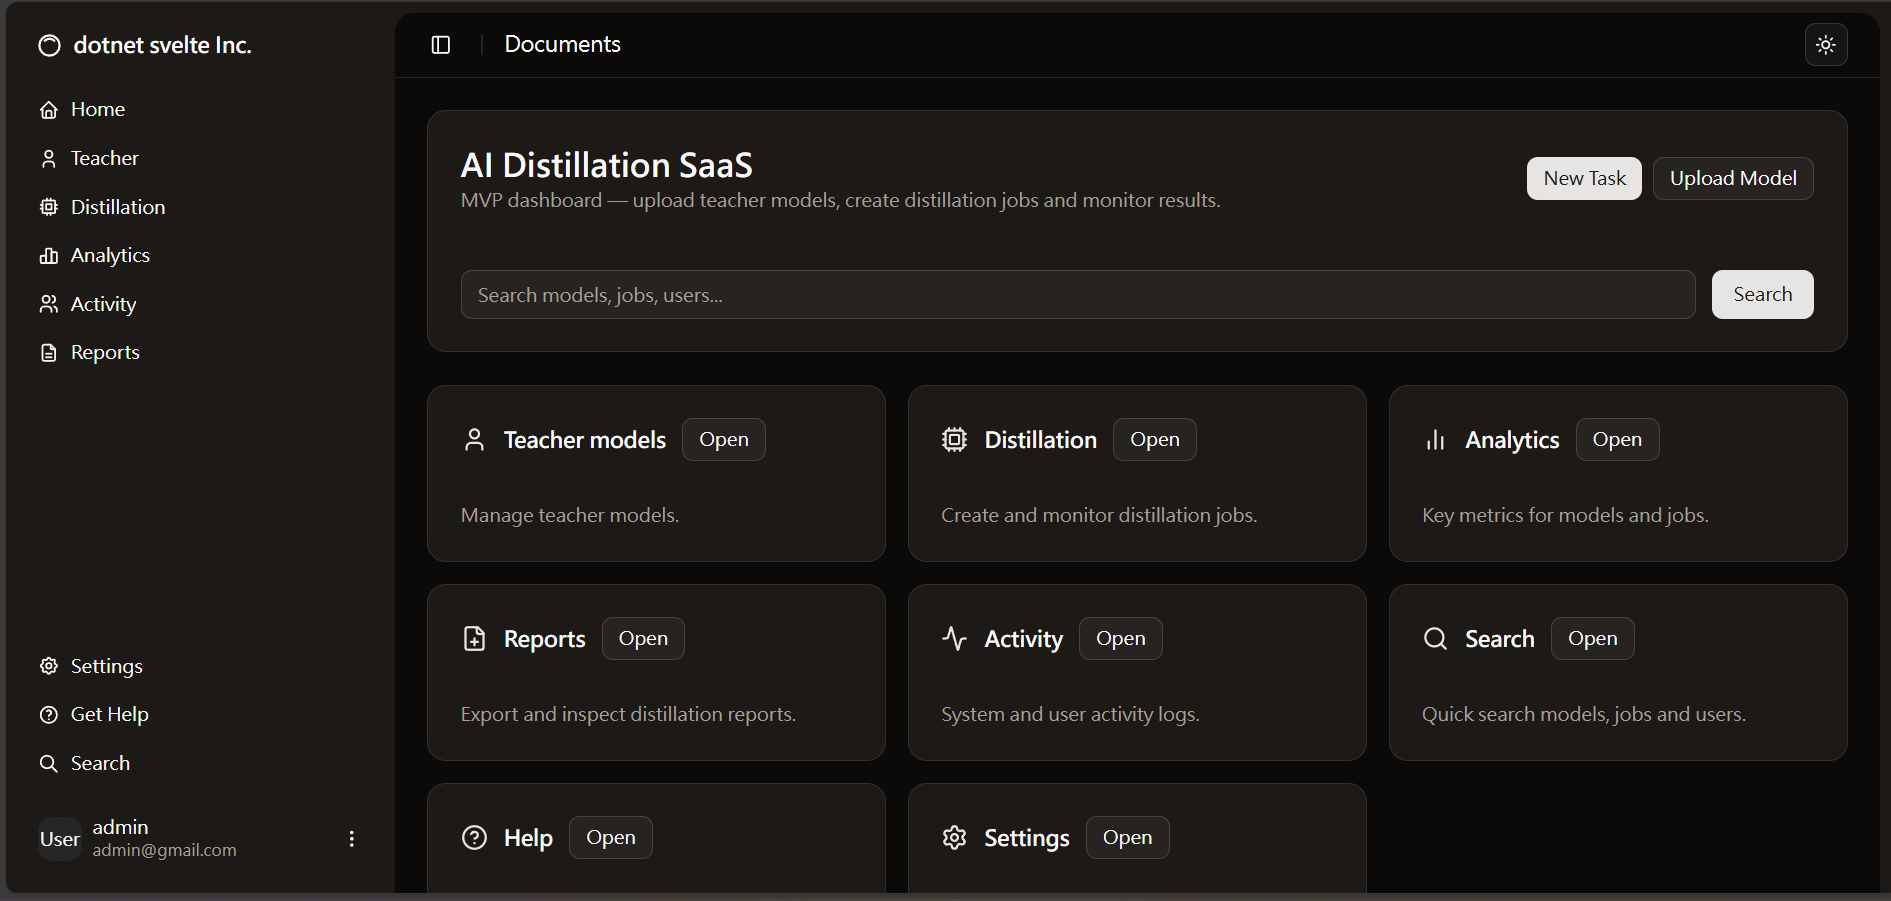 dotnet svelte Inc.
Home
Teacher
Distillation
Analytics
Activity
Reports
Settings
Get Help
Search
User
admin
admin@gmail.com
Documents
AI Distillation SaaS
MVP dashboard — upload teacher models, create distillation jobs and monitor results.
New Task
Upload Model
Search models, jobs, users...
Search
Teacher models
Open
Manage teacher models.
Distillation
Open
Create and monitor distillation jobs.
Analytics
Open
Key metrics for models and jobs.
Reports
Open
Export and inspect distillation reports.
Activity
Open
System and user activity logs.
Search
Open
Quick search models, jobs and users.
Help
Open
Settings
Open